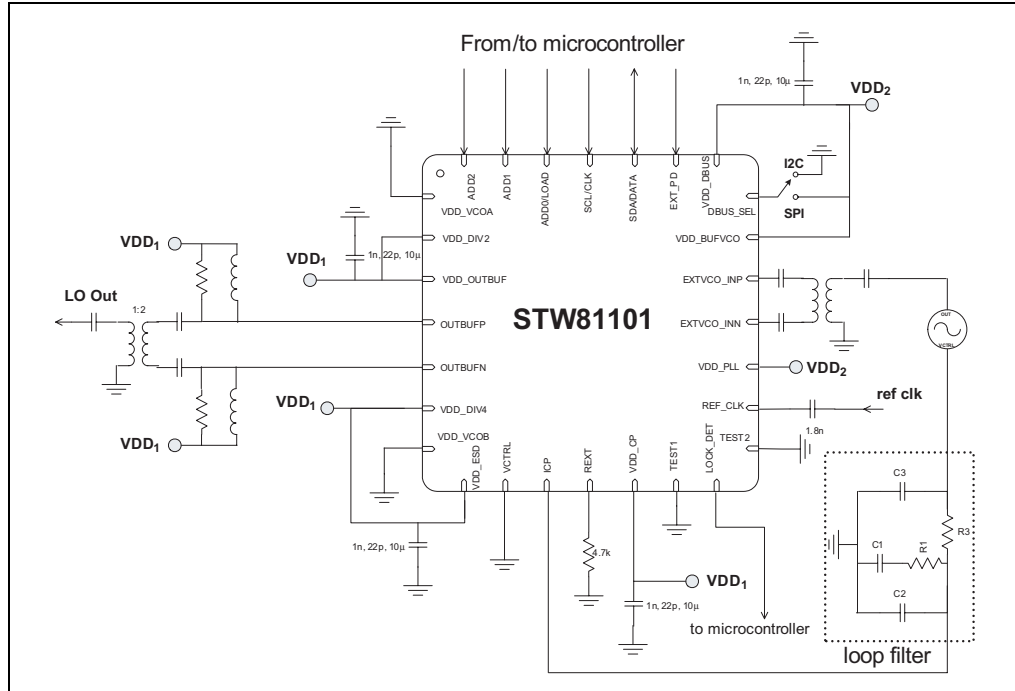 From/to microcontroller
1n, 22p, 10µ
VDD2
ADD2
ADD1
ADD0/LOAD
SCL/CLK
SDA/DATA
EXT_PD
VDD_DBUS
I2C
DBUS_SEL
SPI
VDD_VCOA
VDD_DIV2
VDD_BUFVCO
VDD1
1n, 22p, 10µ
VDD1
VDD_OUTBUF
EXTVCO_INP
LO Out
1:2
STW81101
OUTBUFP
EXTVCO_INN
OUT
VCTRL
OUTBUFN
VDD_PLL
VDD2
VDD1
VDD_DIV4
REF_CLK
ref clk
1.8n
VDD1
VDD_VCOB
TEST2
VDD_ESD
VCTRL
ICP
REXT
VDD_CP
TEST1
LOCK_DET
C3
R3
C1
R1
C2
1n, 22p, 10µ
4.7k
VDD1
1n, 22p, 10µ
to microcontroller
loop filter